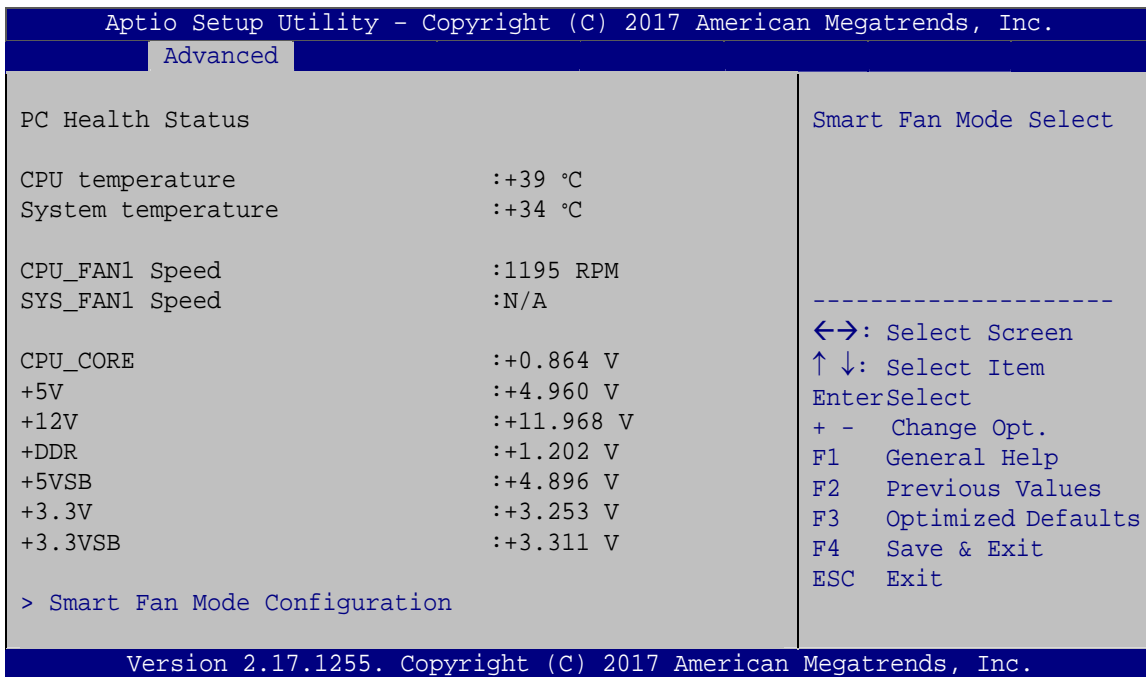 Aptio Setup Utility – Copyright (C) 2017 American Megatrends, Inc.
Advanced
PC Health Status
CPU temperature :+39 °C
System temperature :+34 °C
CPU_FAN1 Speed :1195 RPM
SYS_FAN1 Speed :N/A
CPU_CORE :+0.864 V
+5V :+4.960 V
+12V :+11.968 V
+DDR :+1.202 V
+5VSB :+4.896 V
+3.3V :+3.253 V
+3.3VSB :+3.311 V
> Smart Fan Mode Configuration
Smart Fan Mode Select
---------------------
←→: Select Screen
↑ ↓: Select Item
EnterSelect
+ - Change Opt.
F1 General Help
F2 Previous Values
F3 Optimized Defaults
F4 Save & Exit
ESC Exit
Version 2.17.1255. Copyright (C) 2017 American Megatrends, Inc.